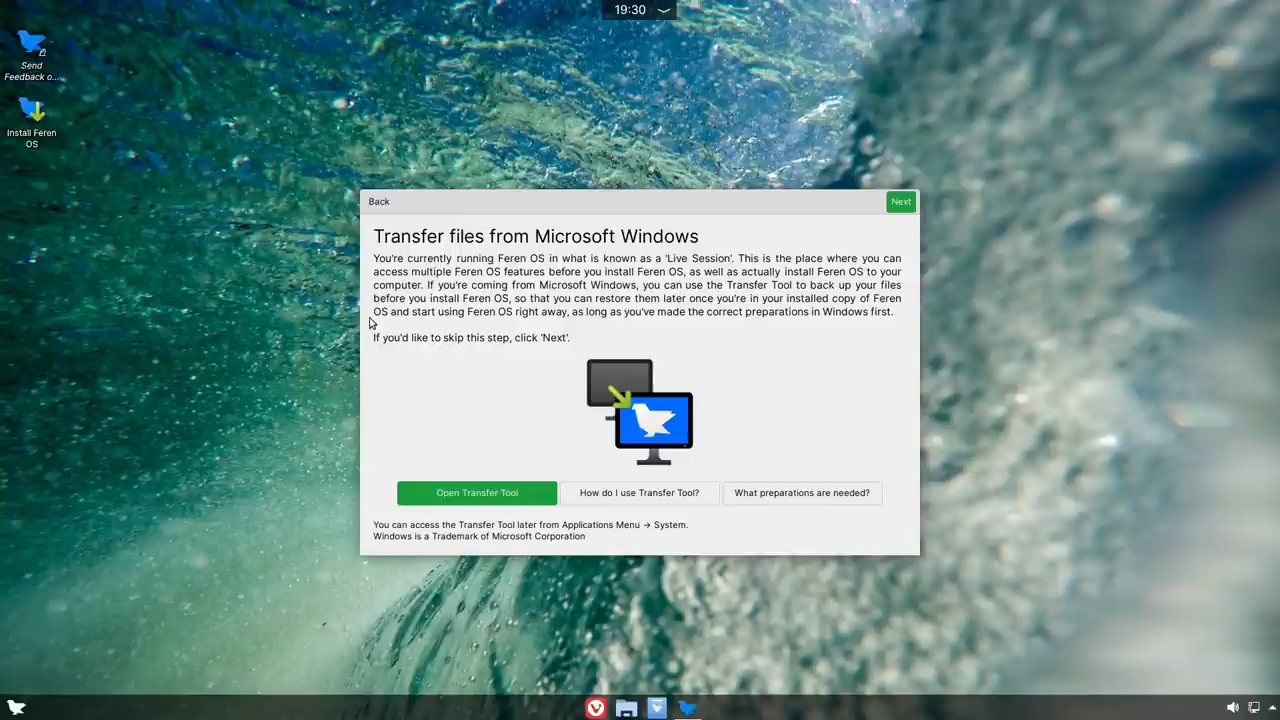 19:30
Send
Feedback o...
Install Feren
OS
Back
Next
Transfer files from Microsoft Windows
You're currently running Feren OS in what is known as a 'Live Session'. This is the place where you can
access multiple Feren OS features before you install Feren OS, as well as actually install Feren OS to your
computer. If you're coming from Microsoft Windows, you can use the Transfer Tool to back up your files
before you install Feren OS, so that you can restore them later once you're in your installed copy of Feren
OS and start using Feren OS right away, as long as you've made the correct preparations in Windows first.
If you'd like to skip this step, click 'Next'.
Open Transfer Tool
How do I use Transfer Tool?
What preparations are needed?
You can access the Transfer Tool later from Applications Menu → System.
Windows is a Trademark of Microsoft Corporation